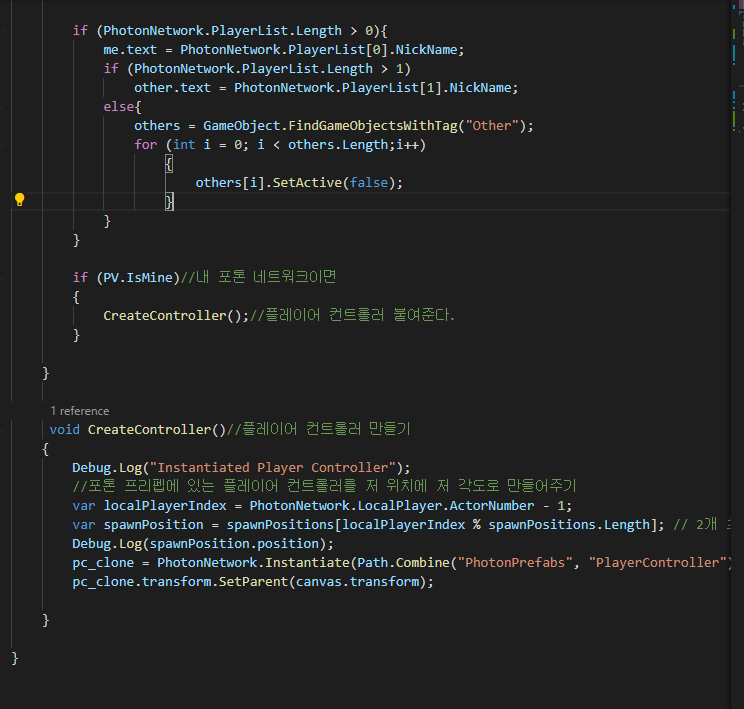 if (PhotonNetwork.PlayerList.Length > 0){
me.text = PhotonNetwork.PlayerList[0].NickName;
if (PhotonNetwork.PlayerList.Length > 1)
other.text = PhotonNetwork.PlayerList[1].NickName;
else{
others = GameObject.FindGameObjectsWithTag("Other");
for (int i = 0; i < others.Length;i++)
{
others[i].SetActive(false);
}
}
}
if (PV.IsMine)//내 포톤 네트워크이면
{
CreateController();//플레이어 컨트롤러 붙여준다.
}
}
1 reference
void CreateController()//플레이어 컨트롤러 만들기
{
Debug.Log("Instantiated Player Controller");
//포톤 프리펩에 있는 플레이어 컨트롤러를 저 위치에 저 각도로 만들어주기
var localPlayerIndex = PhotonNetwork.LocalPlayer.ActorNumber - 1;
var spawnPosition = spawnPositions[localPlayerIndex % spawnPositions.Length]; // 2개
Debug.Log(spawnPosition.position);
pc_clone = PhotonNetwork.Instantiate(Path.Combine("PhotonPrefabs", "PlayerController")
pc_clone.transform.SetParent(canvas.transform);
}
}